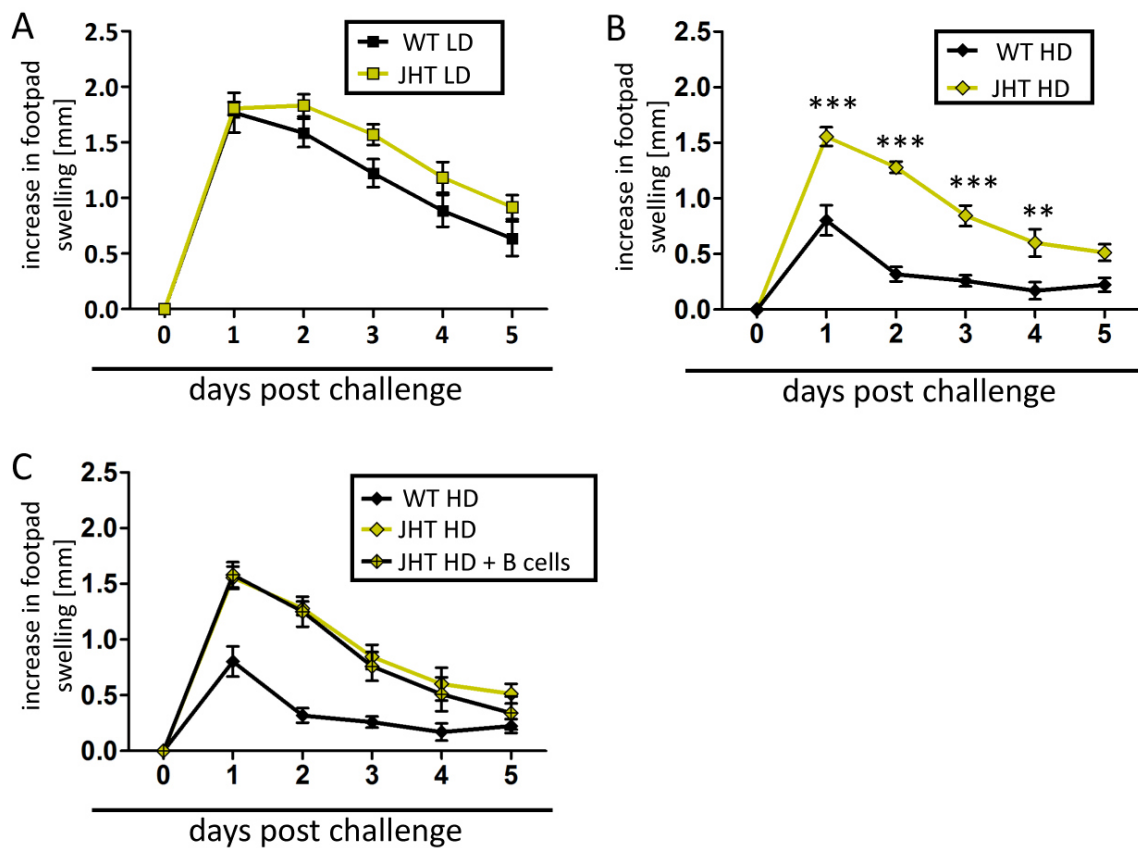 A
2.5
2.0
1.5
1.0
0.5
0.0
increase in footpad
swelling [mm]
WT LD
JHT LD
0 1 2 3 4 5
days post challenge
B
2.5
2.0
1.5
1.0
0.5
0.0
increase in footpad
swelling [mm]
WT HD
JHT HD
*** *** *** **
0 1 2 3 4 5
days post challenge
C
2.5
2.0
1.5
1.0
0.5
0.0
increase in footpad
swelling [mm]
WT HD
JHT HD
JHT HD + B cells
0 1 2 3 4 5
days post challenge